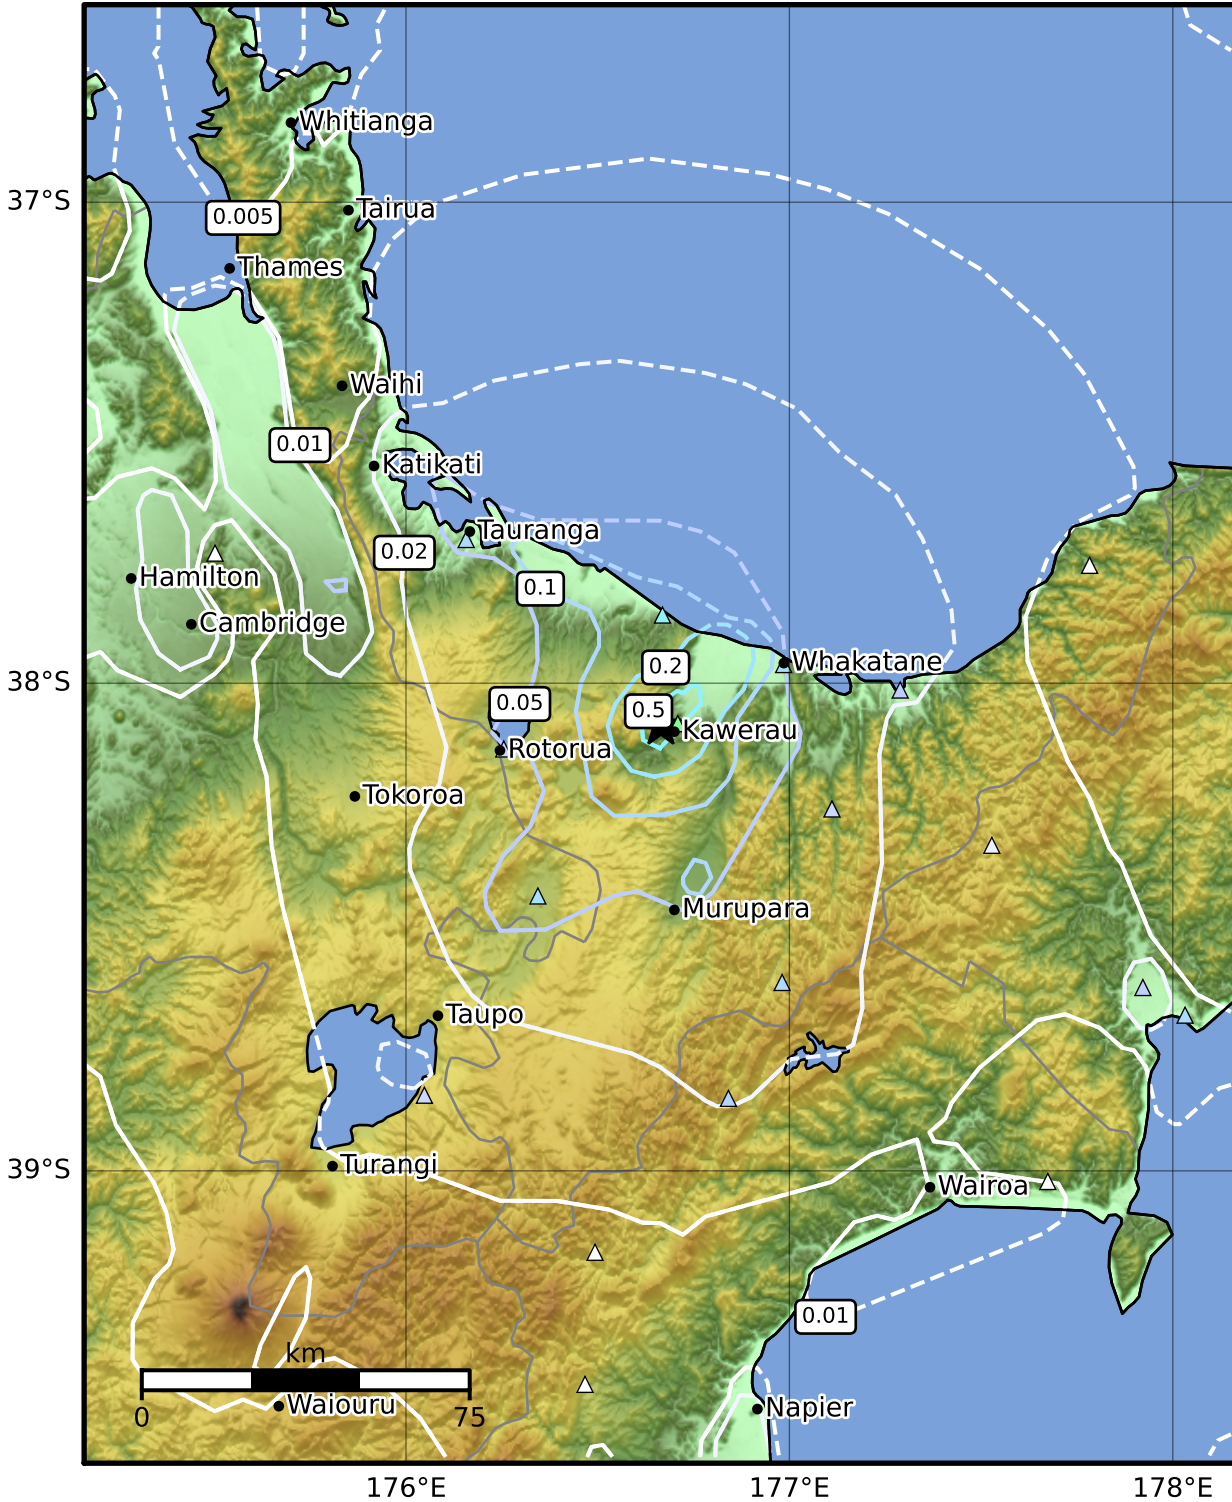 Whitianga
37°S
Tairua
0.005
Thames
Waihi
0.01
Katikati
Tauranga
0.02
Hamilton
0.1
Cambridge
Whakatane
0.2
38°S
0.05
0.5
Kawerau
Rotorua
Tokoroa
Murupara
Taupo
Turangi
39°S
Wairoa
0.01
km
0
75
Waiouru
Napier
176°E
177°E
178°E